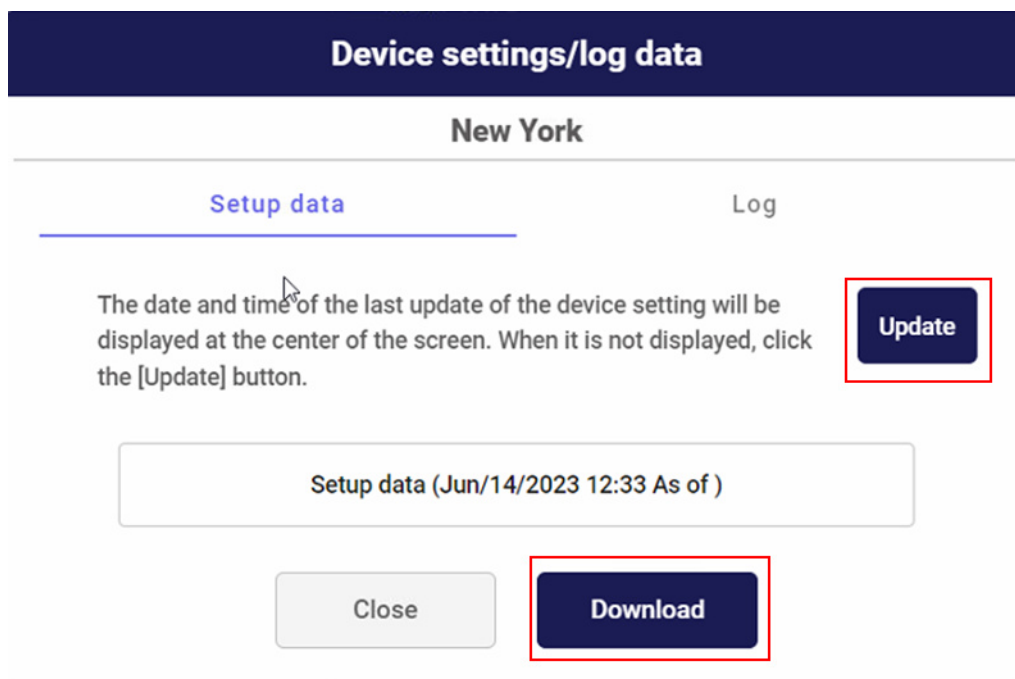 Device settings/log data
New York
Setup data
Log
The date and time of the last update of the device setting will be
displayed at the center of the screen. When it is not displayed, click
the [Update] button.
Update
Setup data (Jun/14/2023 12:33 As of )
Close
Download